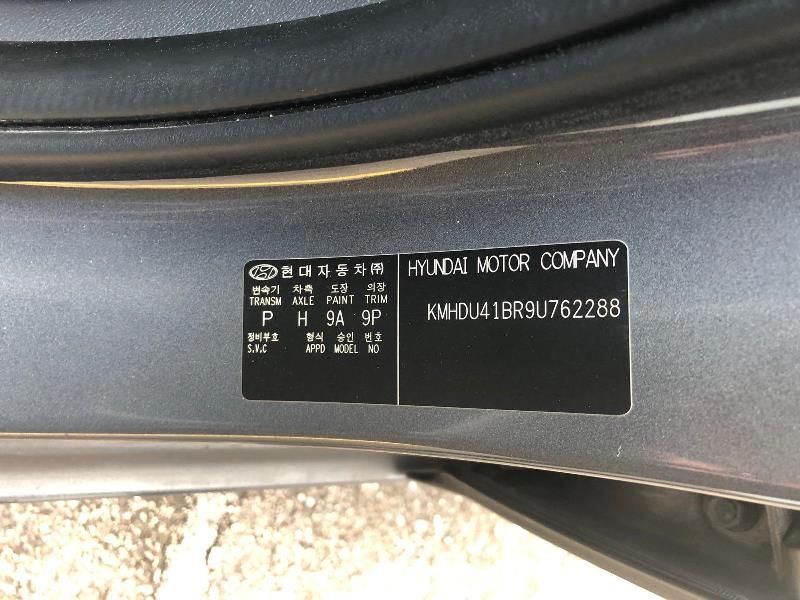 현대자동차㈜
변속기 차축 도장 의장
TRANSM AXLE PAINT TRIM
P H 9A 9P
정비부호 형식 승인 번호
S.V.C APPD MODEL NO
HYUNDAI MOTOR COMPANY
KMHDU41BR9U762288